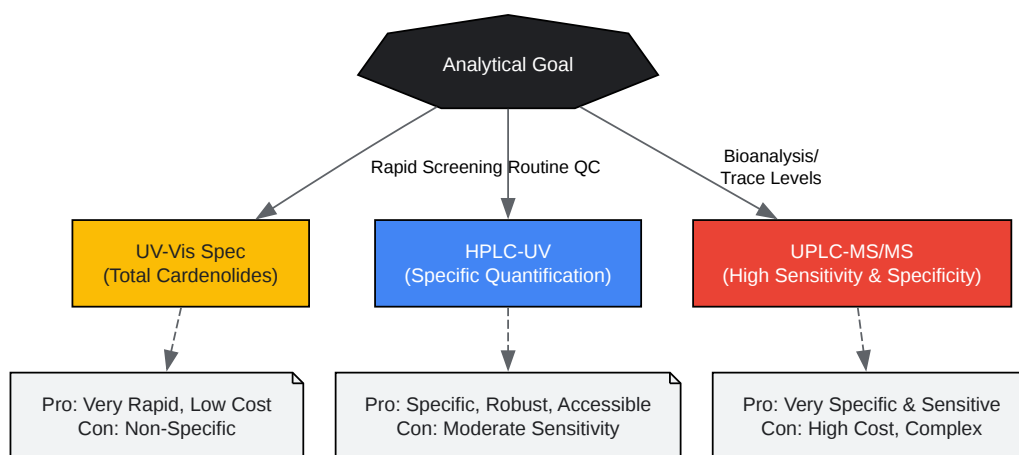 Analytical Goal
Rapid Screening
Routine QC
Bioanalysis/
Trace Levels
UV-Vis Spec
(Total Cardenolides)
HPLC-UV
(Specific Quantification)
UPLC-MS/MS
(High Sensitivity & Specificity)
Pro: Very Rapid, Low Cost
Con: Non-Specific
Pro: Specific, Robust, Accessible
Con: Moderate Sensitivity
Pro: Very Specific & Sensitive
Con: High Cost, Complex